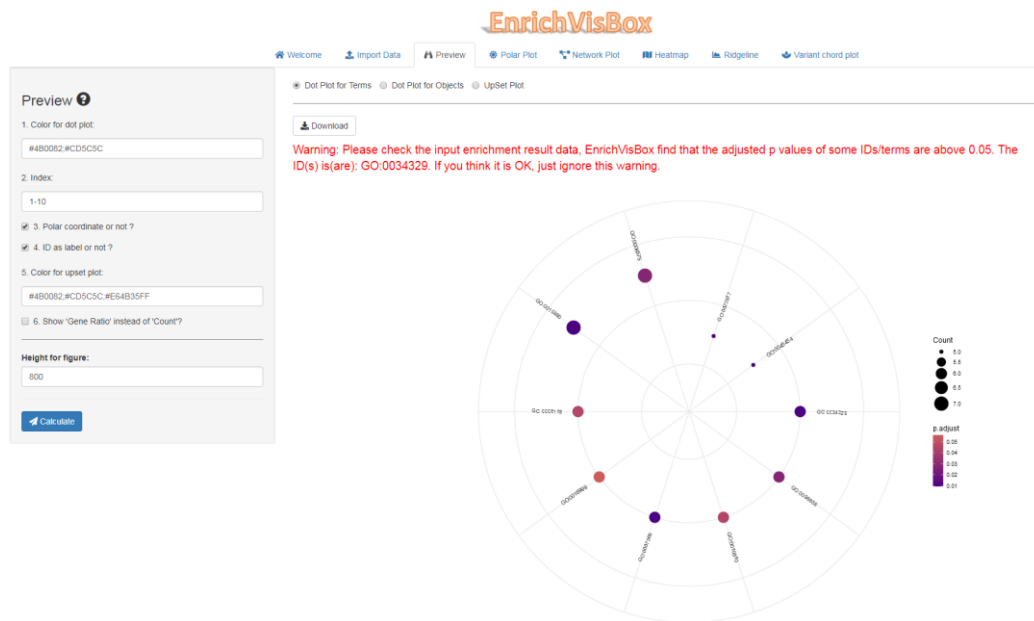 EnrichVisBox
Welcome
Import Data
Preview
Polar Plot
Network Plot
Heatmap
Ridgeline
Variant chord plot
Preview
1. Color for dot plot:
#4B0082;#CD5C5C
2. Index:
1-10
3. Polar coordinate or not ?
4. ID as label or not ?
5. Color for upset plot:
#4B0082;#CD5C5C;#E64B35FF
6. Show 'Gene Ratio' instead of 'Count'?
Height for figure:
800
Calculate
Dot Plot for Terms
Dot Plot for Objects
UpSet Plot
Download
Warning: Please check the input enrichment result data, EnrichVisBox find that the adjusted p values of some IDs/terms are above 0.05. The
ID(s) is(are): GO:0034329. If you think it is OK, just ignore this warning.
Count
5.0
5.5
6.0
6.5
7.0
p.adjust
0.05
0.04
0.03
0.02
0.01